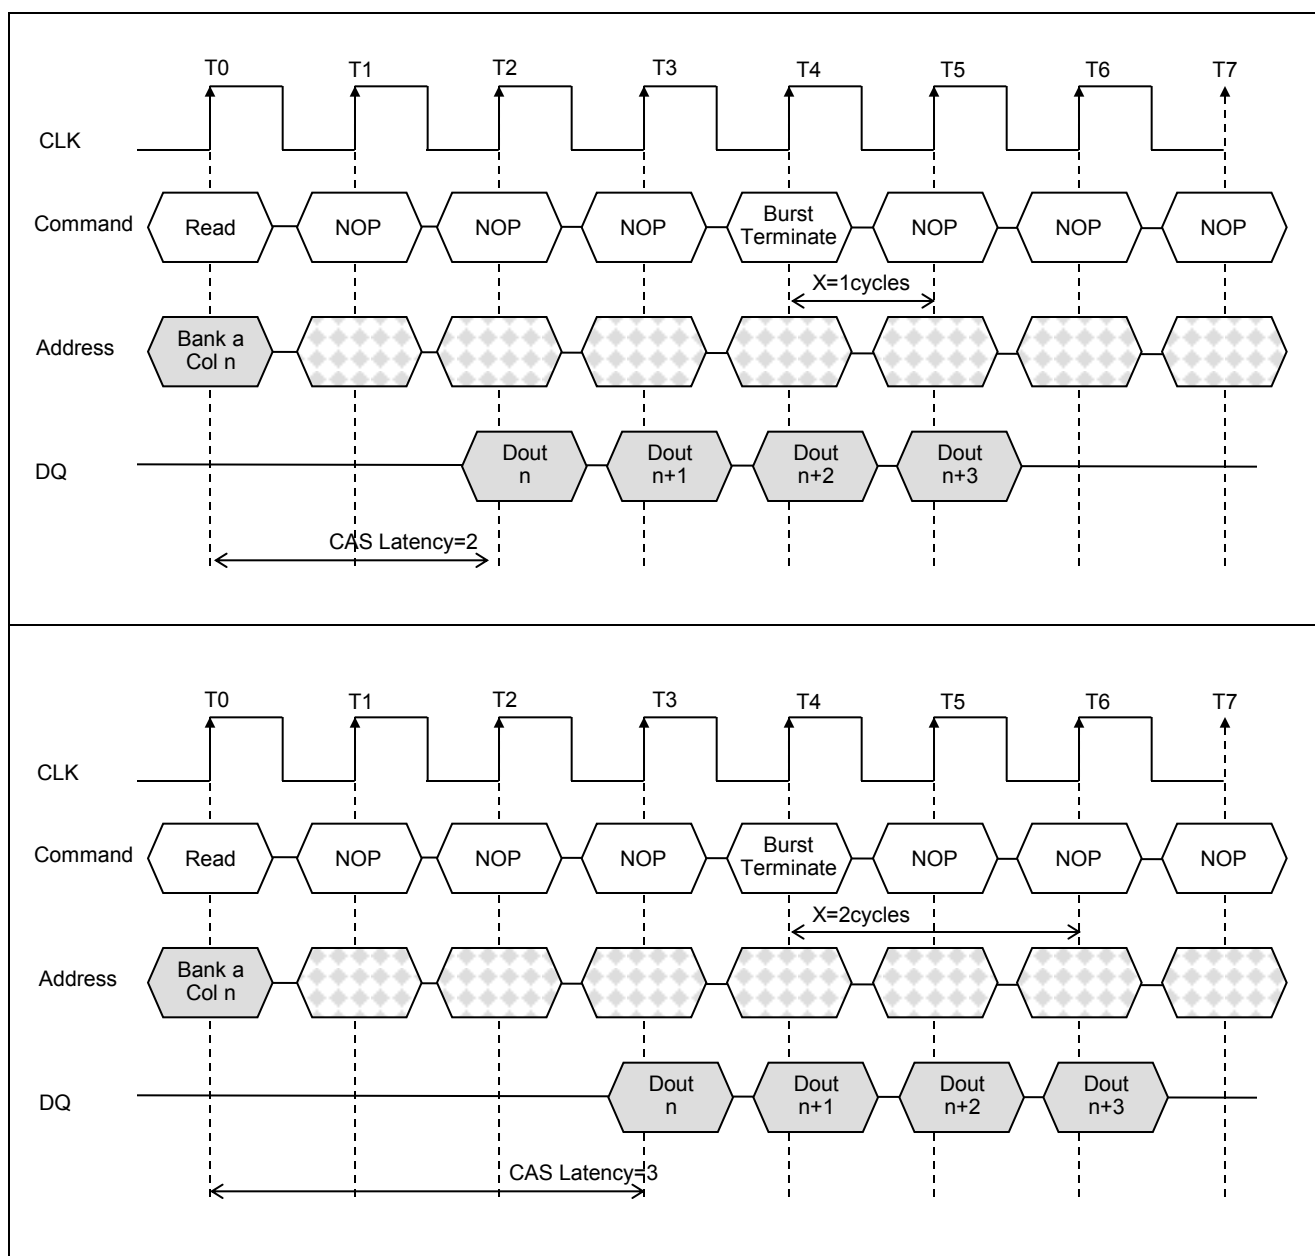 T0 T1 T2 T3 T4 T5 T6 T7
CLK
Command Read NOP NOP NOP Burst Terminate NOP NOP NOP
X=1cycles
Address Bank a Col n
DQ Dout n Dout n+1 Dout n+2 Dout n+3
CAS Latency=2
T0 T1 T2 T3 T4 T5 T6 T7
CLK
Command Read NOP NOP NOP Burst Terminate NOP NOP NOP
X=2cycles
Address Bank a Col n
DQ Dout n Dout n+1 Dout n+2 Dout n+3
CAS Latency=3